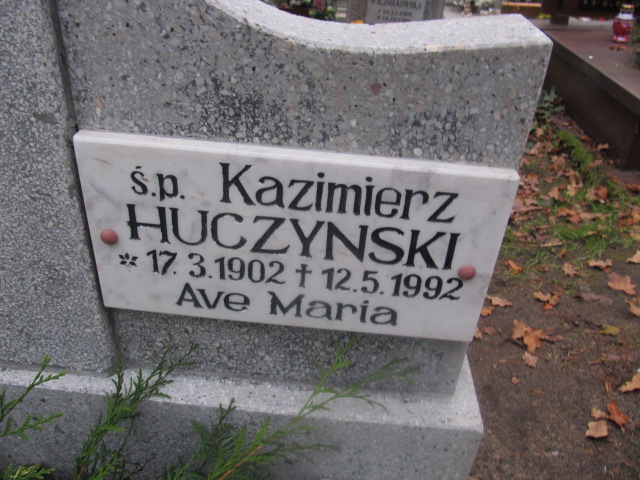 ś.p. Kazimierz
HUCZYNSKI
* 17.3.1902 † 12.5.1992
Ave Maria